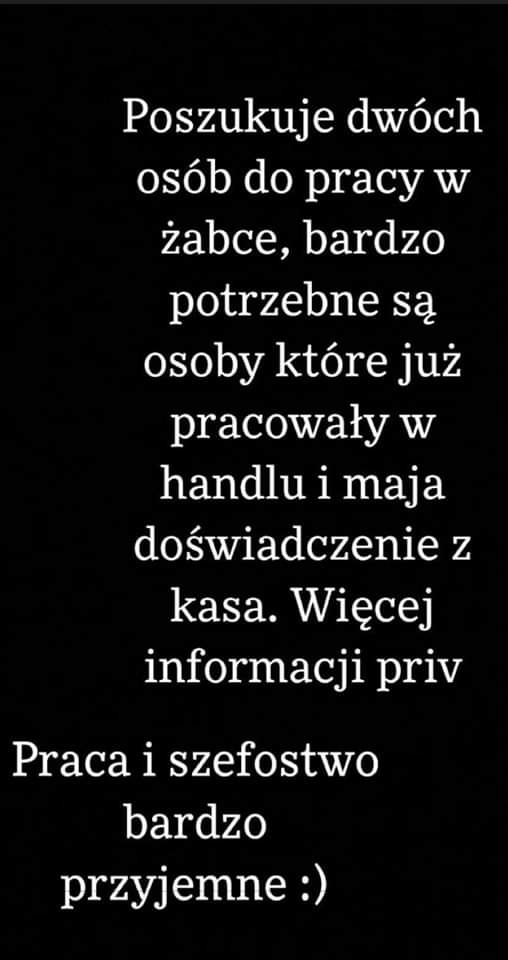 Poszukuje dwóch
osób do pracy w
żabce, bardzo
potrzebne są
osoby które już
pracowały w
handlu i maja
doświadczenie z
kasa. Więcej
informacji priv
Praca i szefostwo
bardzo
przyjemne :)